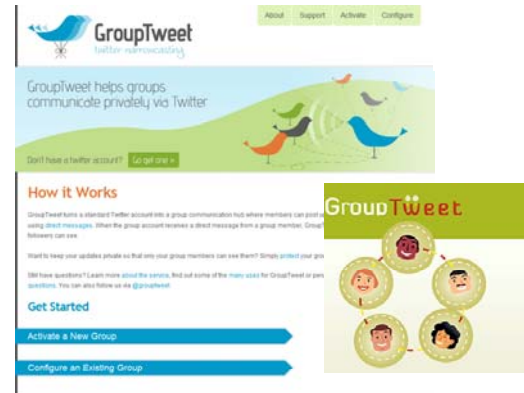 About Support Activate Configure
GroupTweet
twitter narrowcasting
GroupTweet helps groups
communicate privately via Twitter
Don't have a twitter account? Go get one »
How it Works
GroupTweet turns a standard Twitter account into a group communication hub where members can post u
using direct messages. When the group account receives a direct message from a group member, GroupT
followers can see.
Want to keep your updates private so that only your group members can see them? Simply protect your gro
Still have questions? Learn more about the service, find out some of the many uses for GroupTweet or per
questions. You can also follow us via @grouptweet
Get Started
Activate a New Group
Configure an Existing Group
GroupTweet